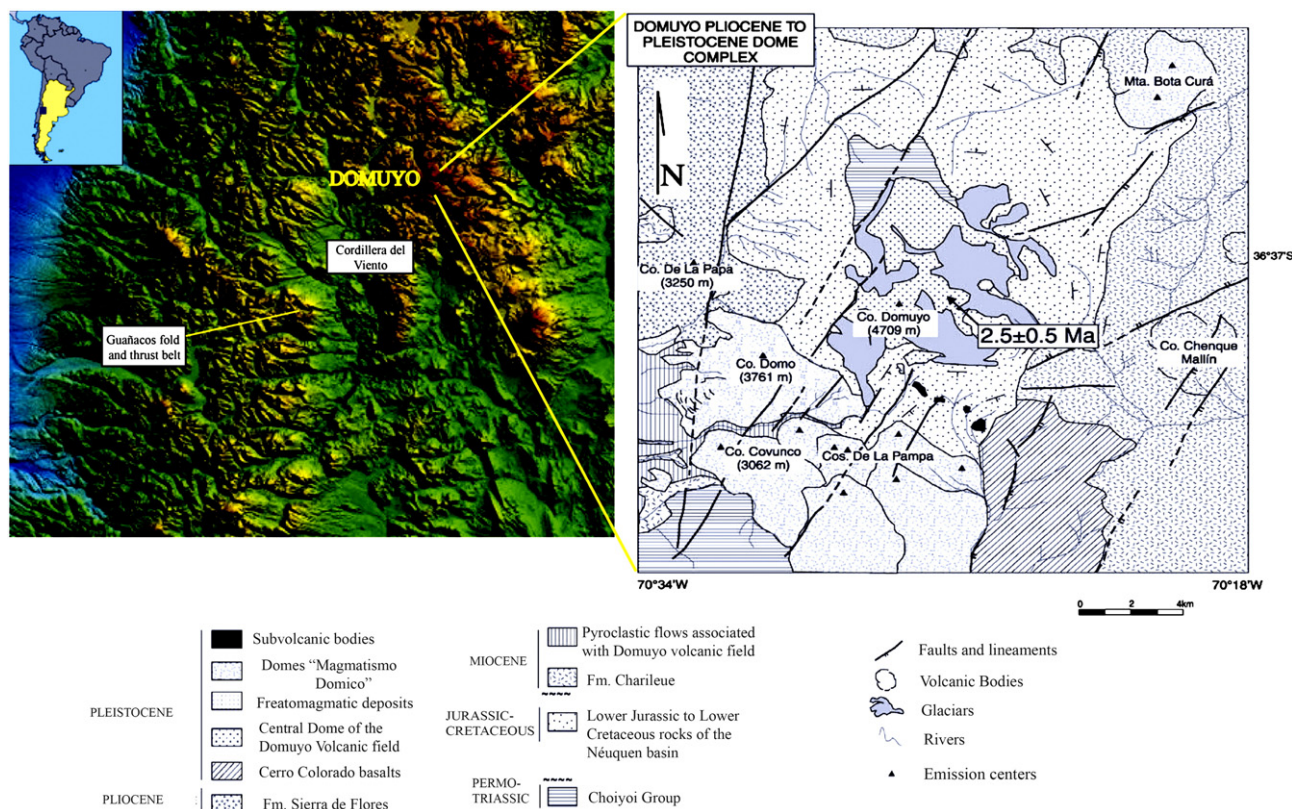 DOMUYO
Cordillera del
Viento
Guañacos fold
and thrust belt
DOMUYO PLIOCENE TO
PLEISTOCENE DOME
COMPLEX
N
Mta. Bota Curá
Co. De La Papa
(3250 m)
36°37'S
Co. Domuyo
(4709 m)
2.5±0.5 Ma
Co. Chenque
Mallín
Co. Domo
(3761 m)
Co. Covunco
(3062 m)
Cos. De La Pampa
70°34'W
70°18'W
0 2 4km
PLEISTOCENE
Subvolcanic bodies
Domes “Magmatismo
Domico”
Freatomagmatic deposits
Central Dome of the
Domuyo Volcanic field
Cerro Colorado basalts
PLIOCENE
Fm. Sierra de Flores
MIOCENE
Pyroclastic flows associated
with Domuyo volcanic field
Fm. Charileue
JURASSIC-
CRETACEOUS
Lower Jurassic to Lower
Cretaceous rocks of the
Néuquen basin
PERMO-
TRIASSIC
Choiyoi Group
Faults and lineaments
Volcanic Bodies
Glaciars
Rivers
Emission centers